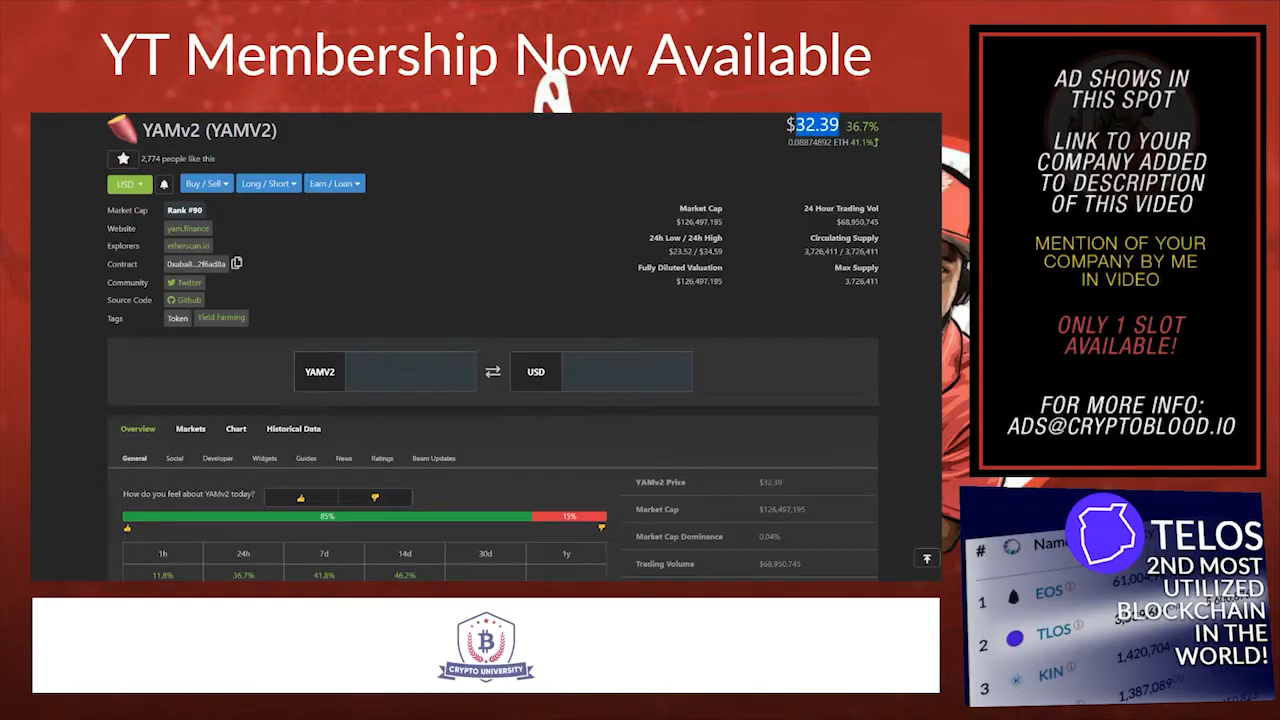 YT Membership Now Available
YAMv2 (YAMV2)
$32.39 36.7%
0.08874892 ETH 41.1%
2,774 people like this
USD
Buy / Sell
Long / Short
Earn / Loan
Market Cap Rank #90
Website yam.finance
Explorers etherscan.io
Contract 0xaba8...2f6ad8a
Community Twitter
Source Code Github
Tags Token Yield Farming
Market Cap
$126,497,195
24h Low / 24h High
$23.52 / $34.59
Fully Diluted Valuation
$126,497,195
24 Hour Trading Vol
$68,950,745
Circulating Supply
3,726,411 / 3,726,411
Max Supply
3,726,411
YAMV2
USD
Overview Markets Chart Historical Data
General Social Developer Widgets Guides News Ratings Beam Updates
How do you feel about YAMv2 today?
85% 15%
1h 24h 7d 14d 30d 1y
11.8% 36.7% 41.8% 46.2%
YAMv2 Price $32.39
Market Cap $126,497,195
Market Cap Dominance 0.04%
Trading Volume $68,950,745
CRYPTO UNIVERSITY
AD SHOWS IN
THIS SPOT
LINK TO YOUR
COMPANY ADDED
TO DESCRIPTION
OF THIS VIDEO
MENTION OF YOUR
COMPANY BY ME
IN VIDEO
ONLY 1 SLOT
AVAILABLE!
FOR MORE INFO:
ADS@CRYPTOBLOOD.IO
TELOS
2ND MOST
UTILIZED
BLOCKCHAIN
IN THE
WORLD!
# Name
1 EOS
2 TLOS
3 KIN
1,420,704
1,387,089